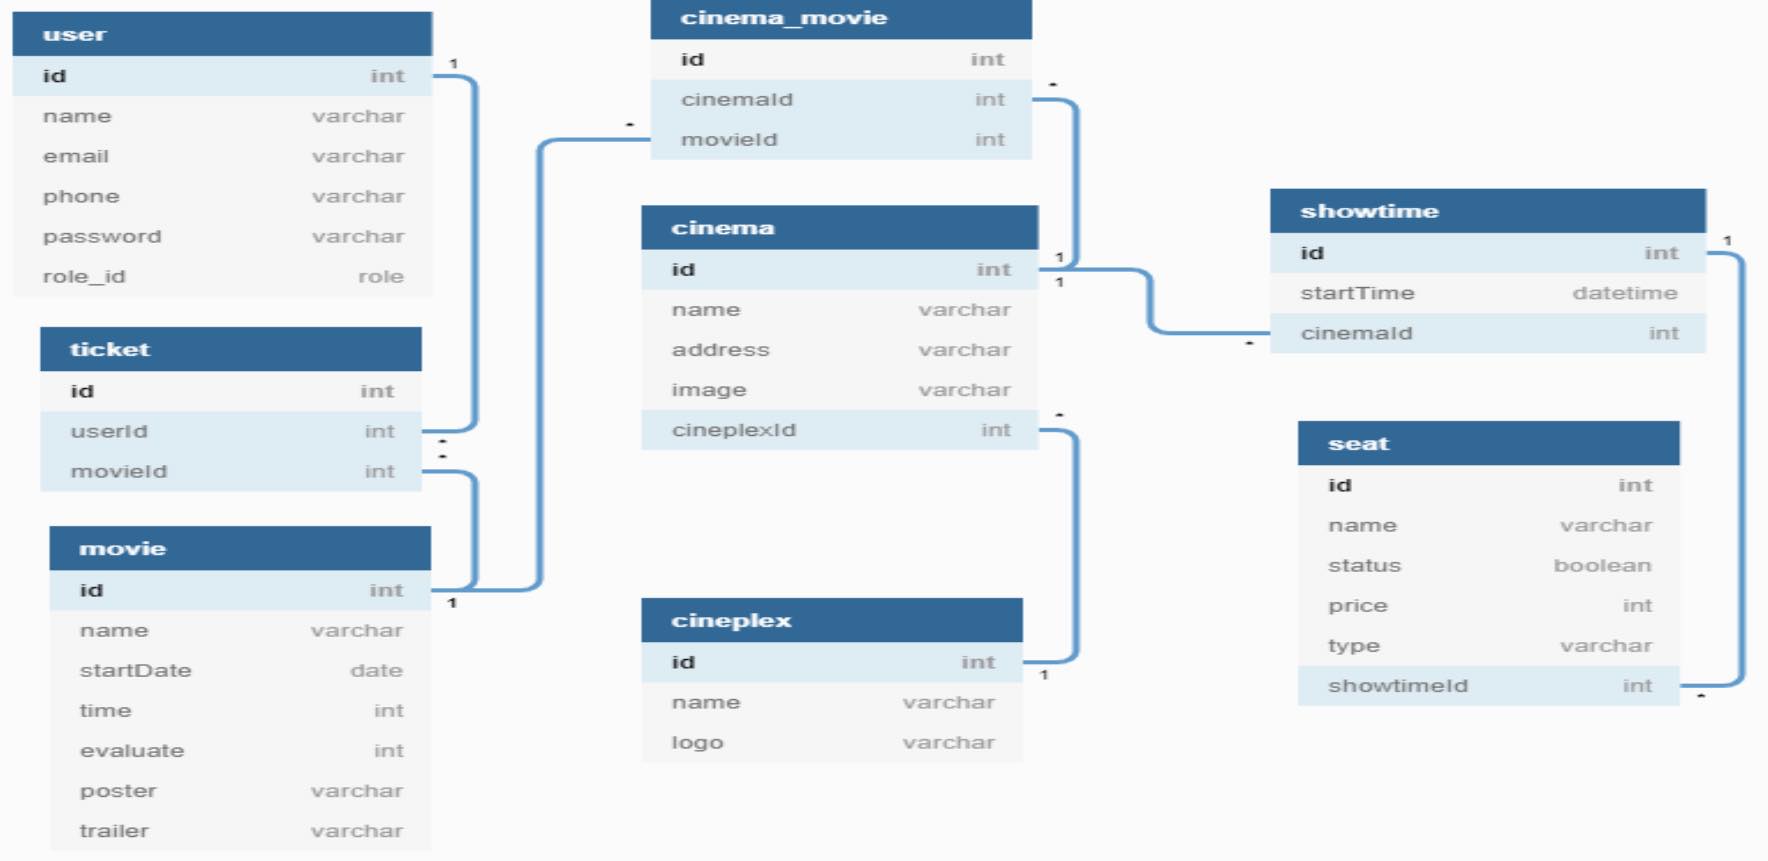 user
id int
name varchar
email varchar
phone varchar
password varchar
role_id role
1
*
ticket
id int
userId int
movieId int
*
movie
id int
name varchar
startDate date
time int
evaluate int
poster varchar
trailer varchar
1
cinema_movie
id int
cinemaId int
movieId int
*
*
cinema
id int
name varchar
address varchar
image varchar
cineplexId int
1
1
*
cineplex
id int
name varchar
logo varchar
1
showtime
id int
startTime datetime
cinemaId int
1
*
seat
id int
name varchar
status boolean
price int
type varchar
showtimeId int
*